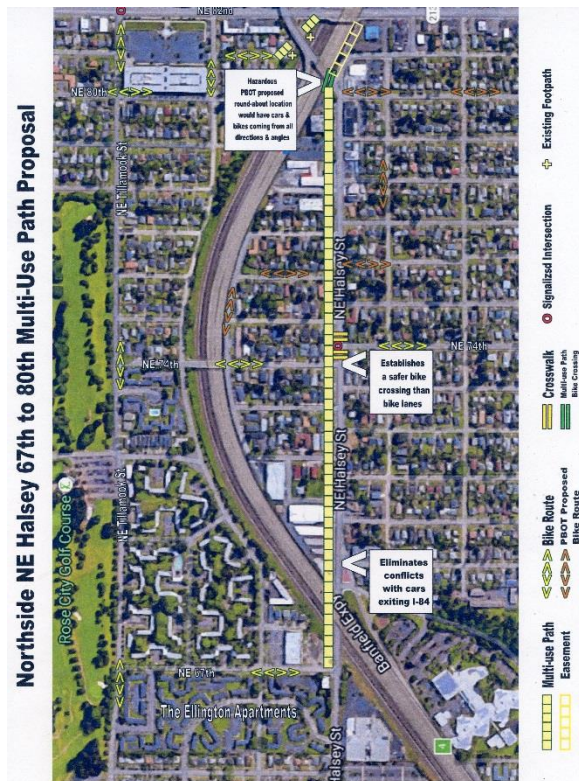 Northside NE Halsey 67th to 80th Multi-Use Path Proposal
NE 82nd
213
NE 80th
Hazardous
PBOT proposed
round-about location
would have cars &
bikes coming from all
directions & angles
NE Tillamook St
NE Halsey St
NE 74th
NE 74th
Establishes
a safer bike
crossing than
bike lanes
Rose City Golf Course
NE Tillamook St
NE Halsey St
Eliminates
conflicts
with cars
exiting I-84
Banfield Expy
NE 67th
The Ellington Apartments
NE Halsey St
4
Multi-use Path
Easement
Bike Route
PBOT Proposed
Bike Route
Crosswalk
Multi-use Path
Bike Crossing
Signalizsd Intersection
Existing Footpath